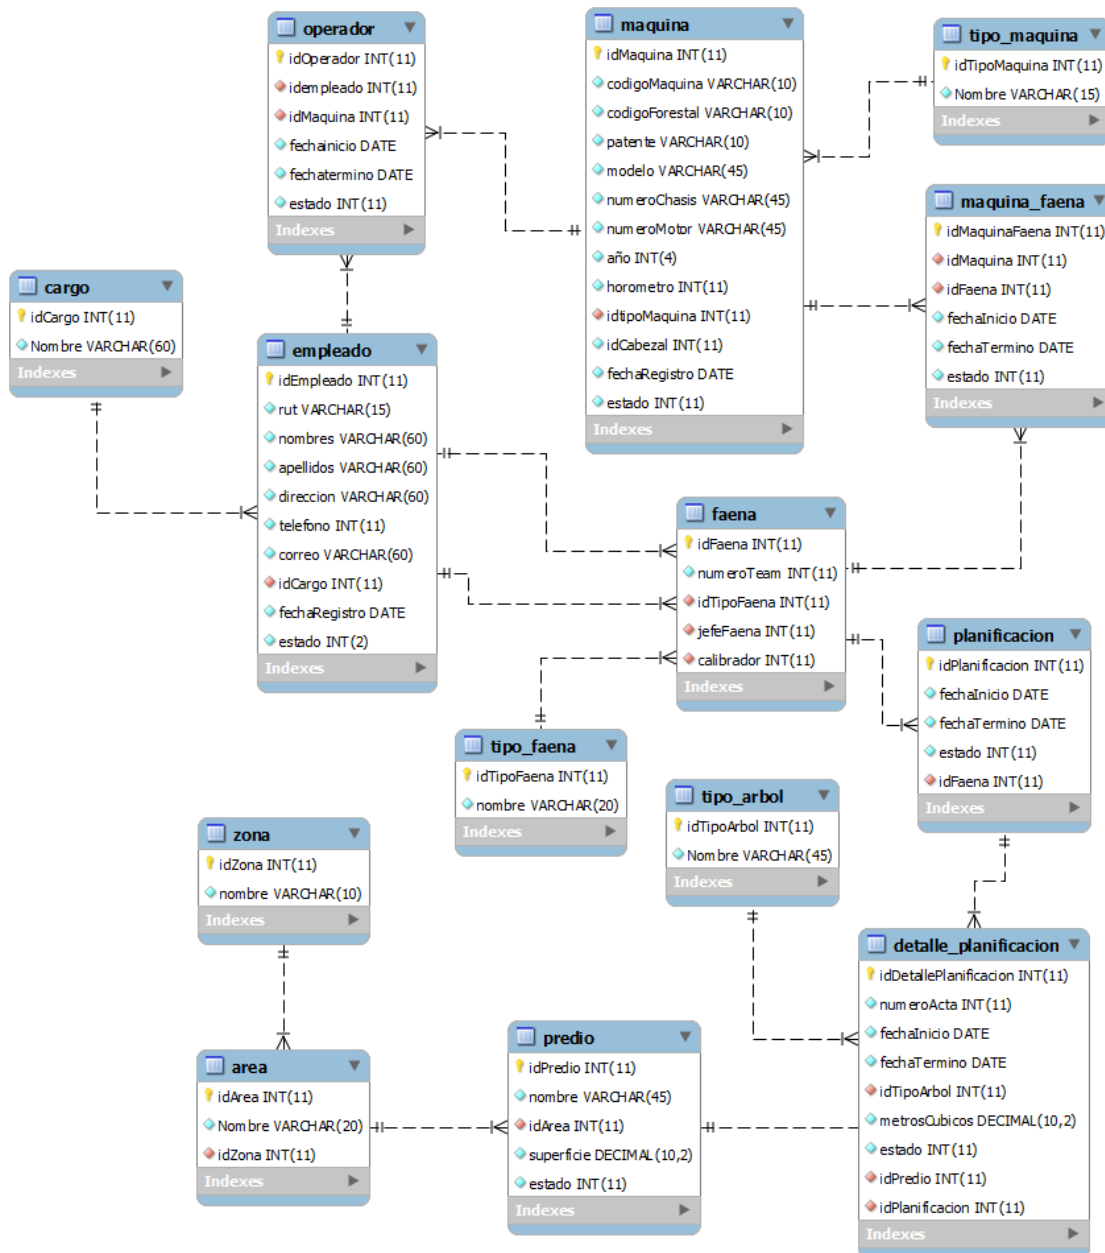 operador
idOperador INT(11)
idempleado INT(11)
idMaquina INT(11)
fechainicio DATE
fechatermino DATE
estado INT(11)
Indexes
maquina
idMaquina INT(11)
codigoMaquina VARCHAR(10)
codigoForestal VARCHAR(10)
patente VARCHAR(10)
modelo VARCHAR(45)
numeroChasis VARCHAR(45)
numeroMotor VARCHAR(45)
año INT(4)
horometro INT(11)
idtipoMaquina INT(11)
idCabezal INT(11)
fechaRegistro DATE
estado INT(11)
Indexes
tipo_maquina
idTipoMaquina INT(11)
Nombre VARCHAR(15)
Indexes
maquina_faena
idMaquinaFaena INT(11)
idMaquina INT(11)
idFaena INT(11)
fechaInicio DATE
fechaTermino DATE
estado INT(11)
Indexes
cargo
idCargo INT(11)
Nombre VARCHAR(60)
Indexes
empleado
idEmpleado INT(11)
rut VARCHAR(15)
nombres VARCHAR(60)
apellidos VARCHAR(60)
direccion VARCHAR(60)
telefono INT(11)
correo VARCHAR(60)
idCargo INT(11)
fechaRegistro DATE
estado INT(2)
Indexes
faena
idFaena INT(11)
numeroTeam INT(11)
idTipoFaena INT(11)
jefeFaena INT(11)
calibrador INT(11)
Indexes
planificacion
idPlanificacion INT(11)
fechaInicio DATE
fechaTermino DATE
estado INT(11)
idFaena INT(11)
Indexes
tipo_faena
idTipoFaena INT(11)
nombre VARCHAR(20)
Indexes
tipo_arbol
idTipoArbol INT(11)
Nombre VARCHAR(45)
Indexes
zona
idZona INT(11)
nombre VARCHAR(10)
Indexes
detalle_planificacion
idDetallePlanificacion INT(11)
numeroActa INT(11)
fechaInicio DATE
fechaTermino DATE
idTipoArbol INT(11)
metrosCubicos DECIMAL(10,2)
estado INT(11)
idPredio INT(11)
idPlanificacion INT(11)
Indexes
predio
idPredio INT(11)
nombre VARCHAR(45)
idArea INT(11)
superficie DECIMAL(10,2)
estado INT(11)
Indexes
area
idArea INT(11)
Nombre VARCHAR(20)
idZona INT(11)
Indexes